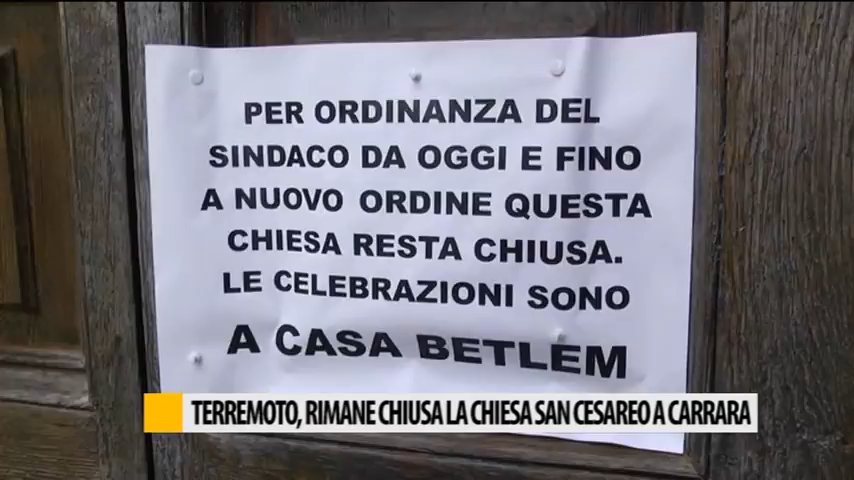 PER ORDINANZA DEL
SINDACO DA OGGI E FINO
A NUOVO ORDINE QUESTA
CHIESA RESTA CHIUSA.
LE CELEBRAZIONI SONO
A CASA BETLEM
TERREMOTO, RIMANE CHIUSA LA CHIESA SAN CESAREO A CARRARA